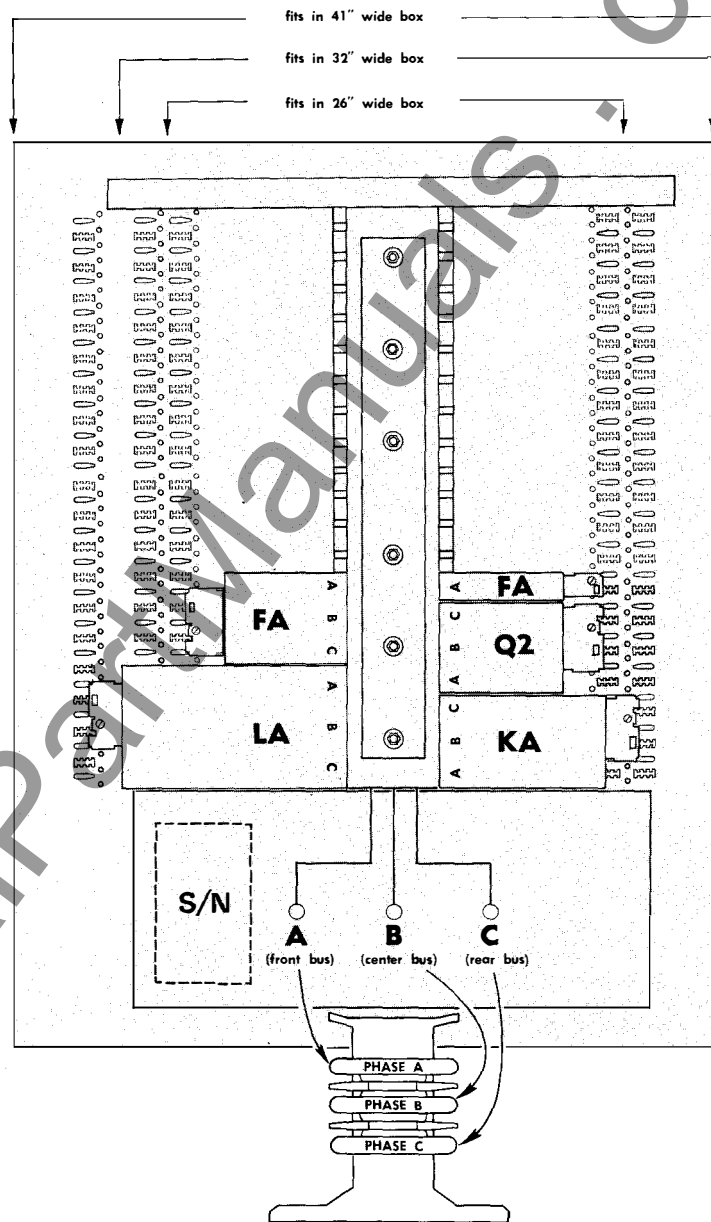 fits in 41" wide box
fits in 32" wide box
fits in 26" wide box
A
B
C
FA
A
FA
C
B
A
Q2
A
B
C
LA
C
B
A
KA
S/N
A
(front bus)
B
(center bus)
C
(rear bus)
PHASE A
PHASE B
PHASE C